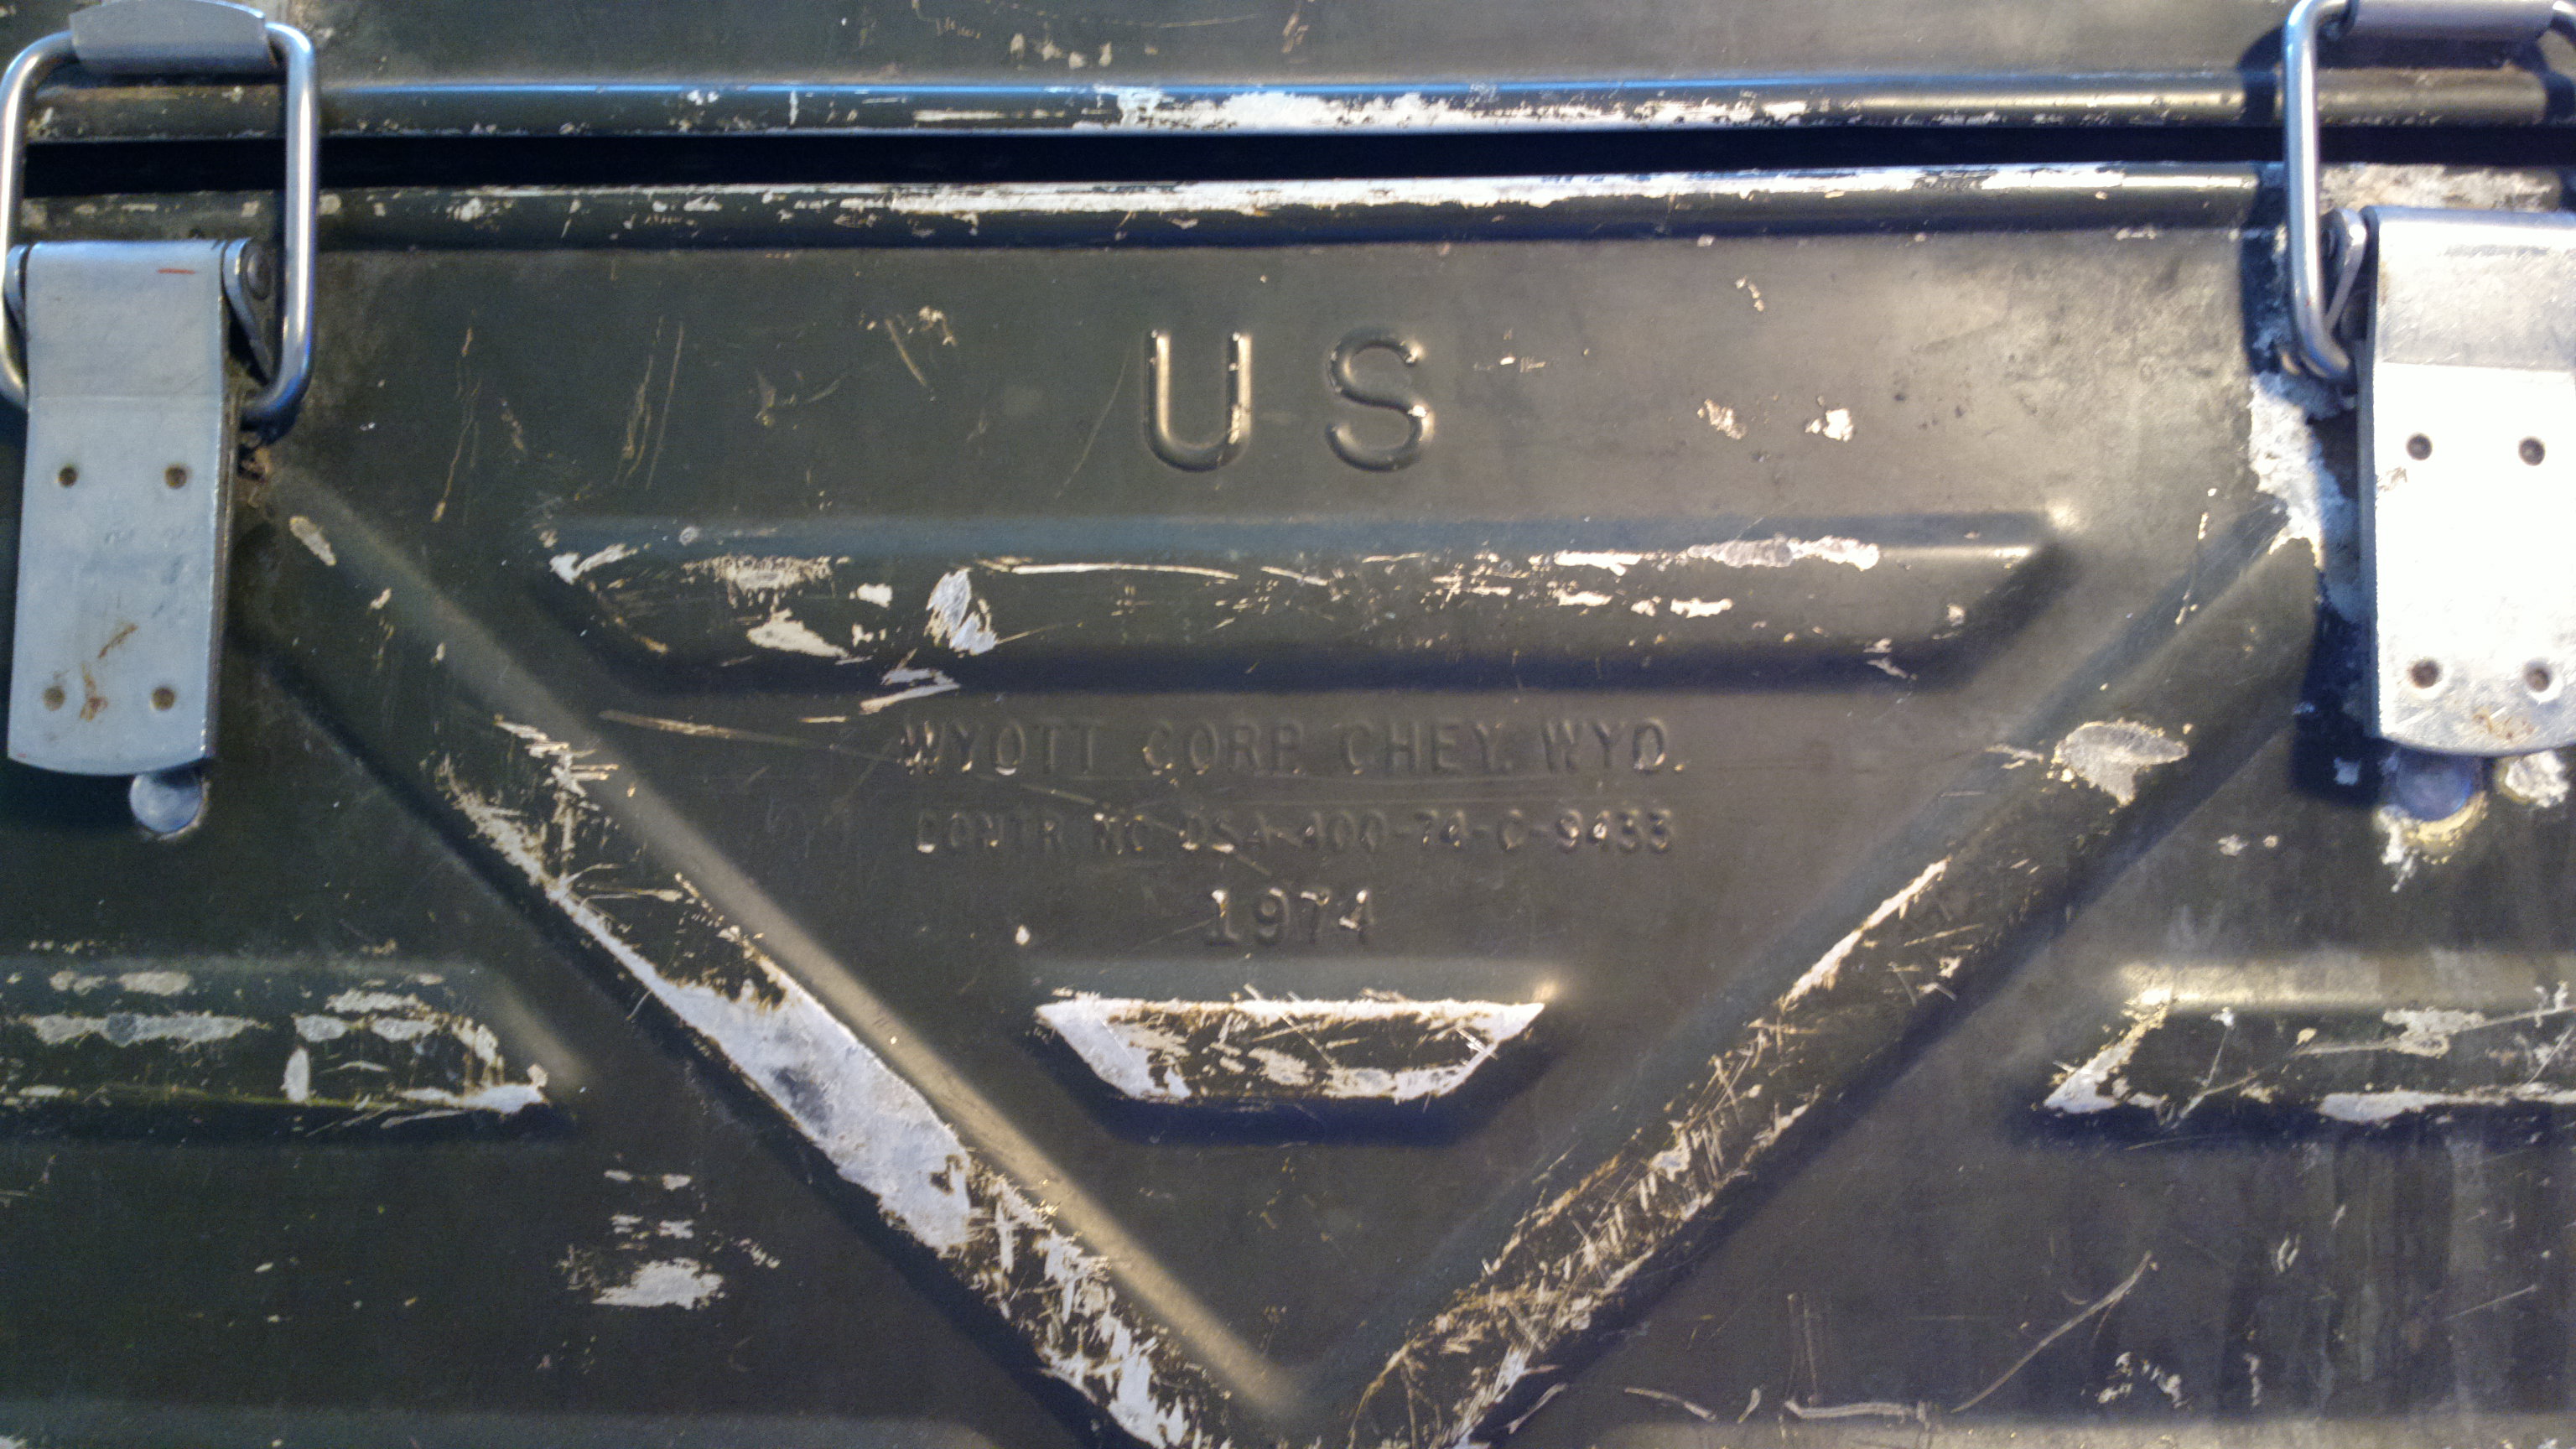 US
WYOTT CORP. CHEY. WYO.
CONTR NO DSA-400-74-C-9433
1974